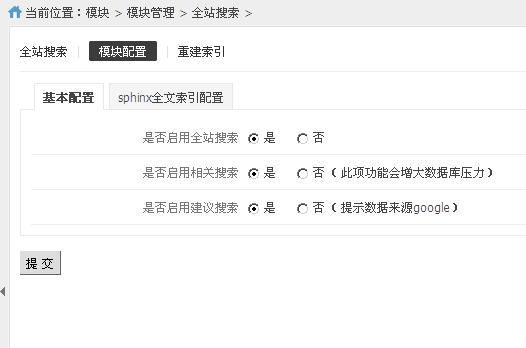 当前位置：模块 > 模块管理 > 全站搜索 >
全站搜索 | 模块配置 | 重建索引
基本配置 sphinx全文索引配置
是否启用全站搜索 是 否
是否启用相关搜索 是 否（此项功能会增大数据库压力）
是否启用建议搜索 是 否（提示数据来源google）
提 交